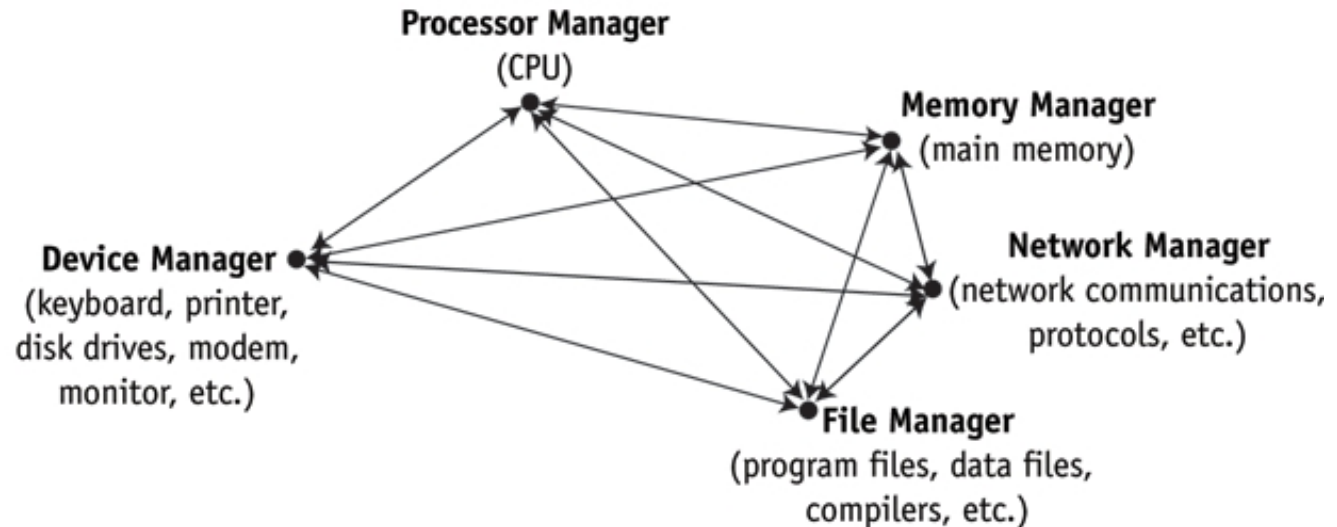 Processor Manager
(CPU)
Memory Manager
(main memory)
Device Manager
(keyboard, printer,
disk drives, modem,
monitor, etc.)
Network Manager
(network communications,
protocols, etc.)
File Manager
(program files, data files,
compilers, etc.)